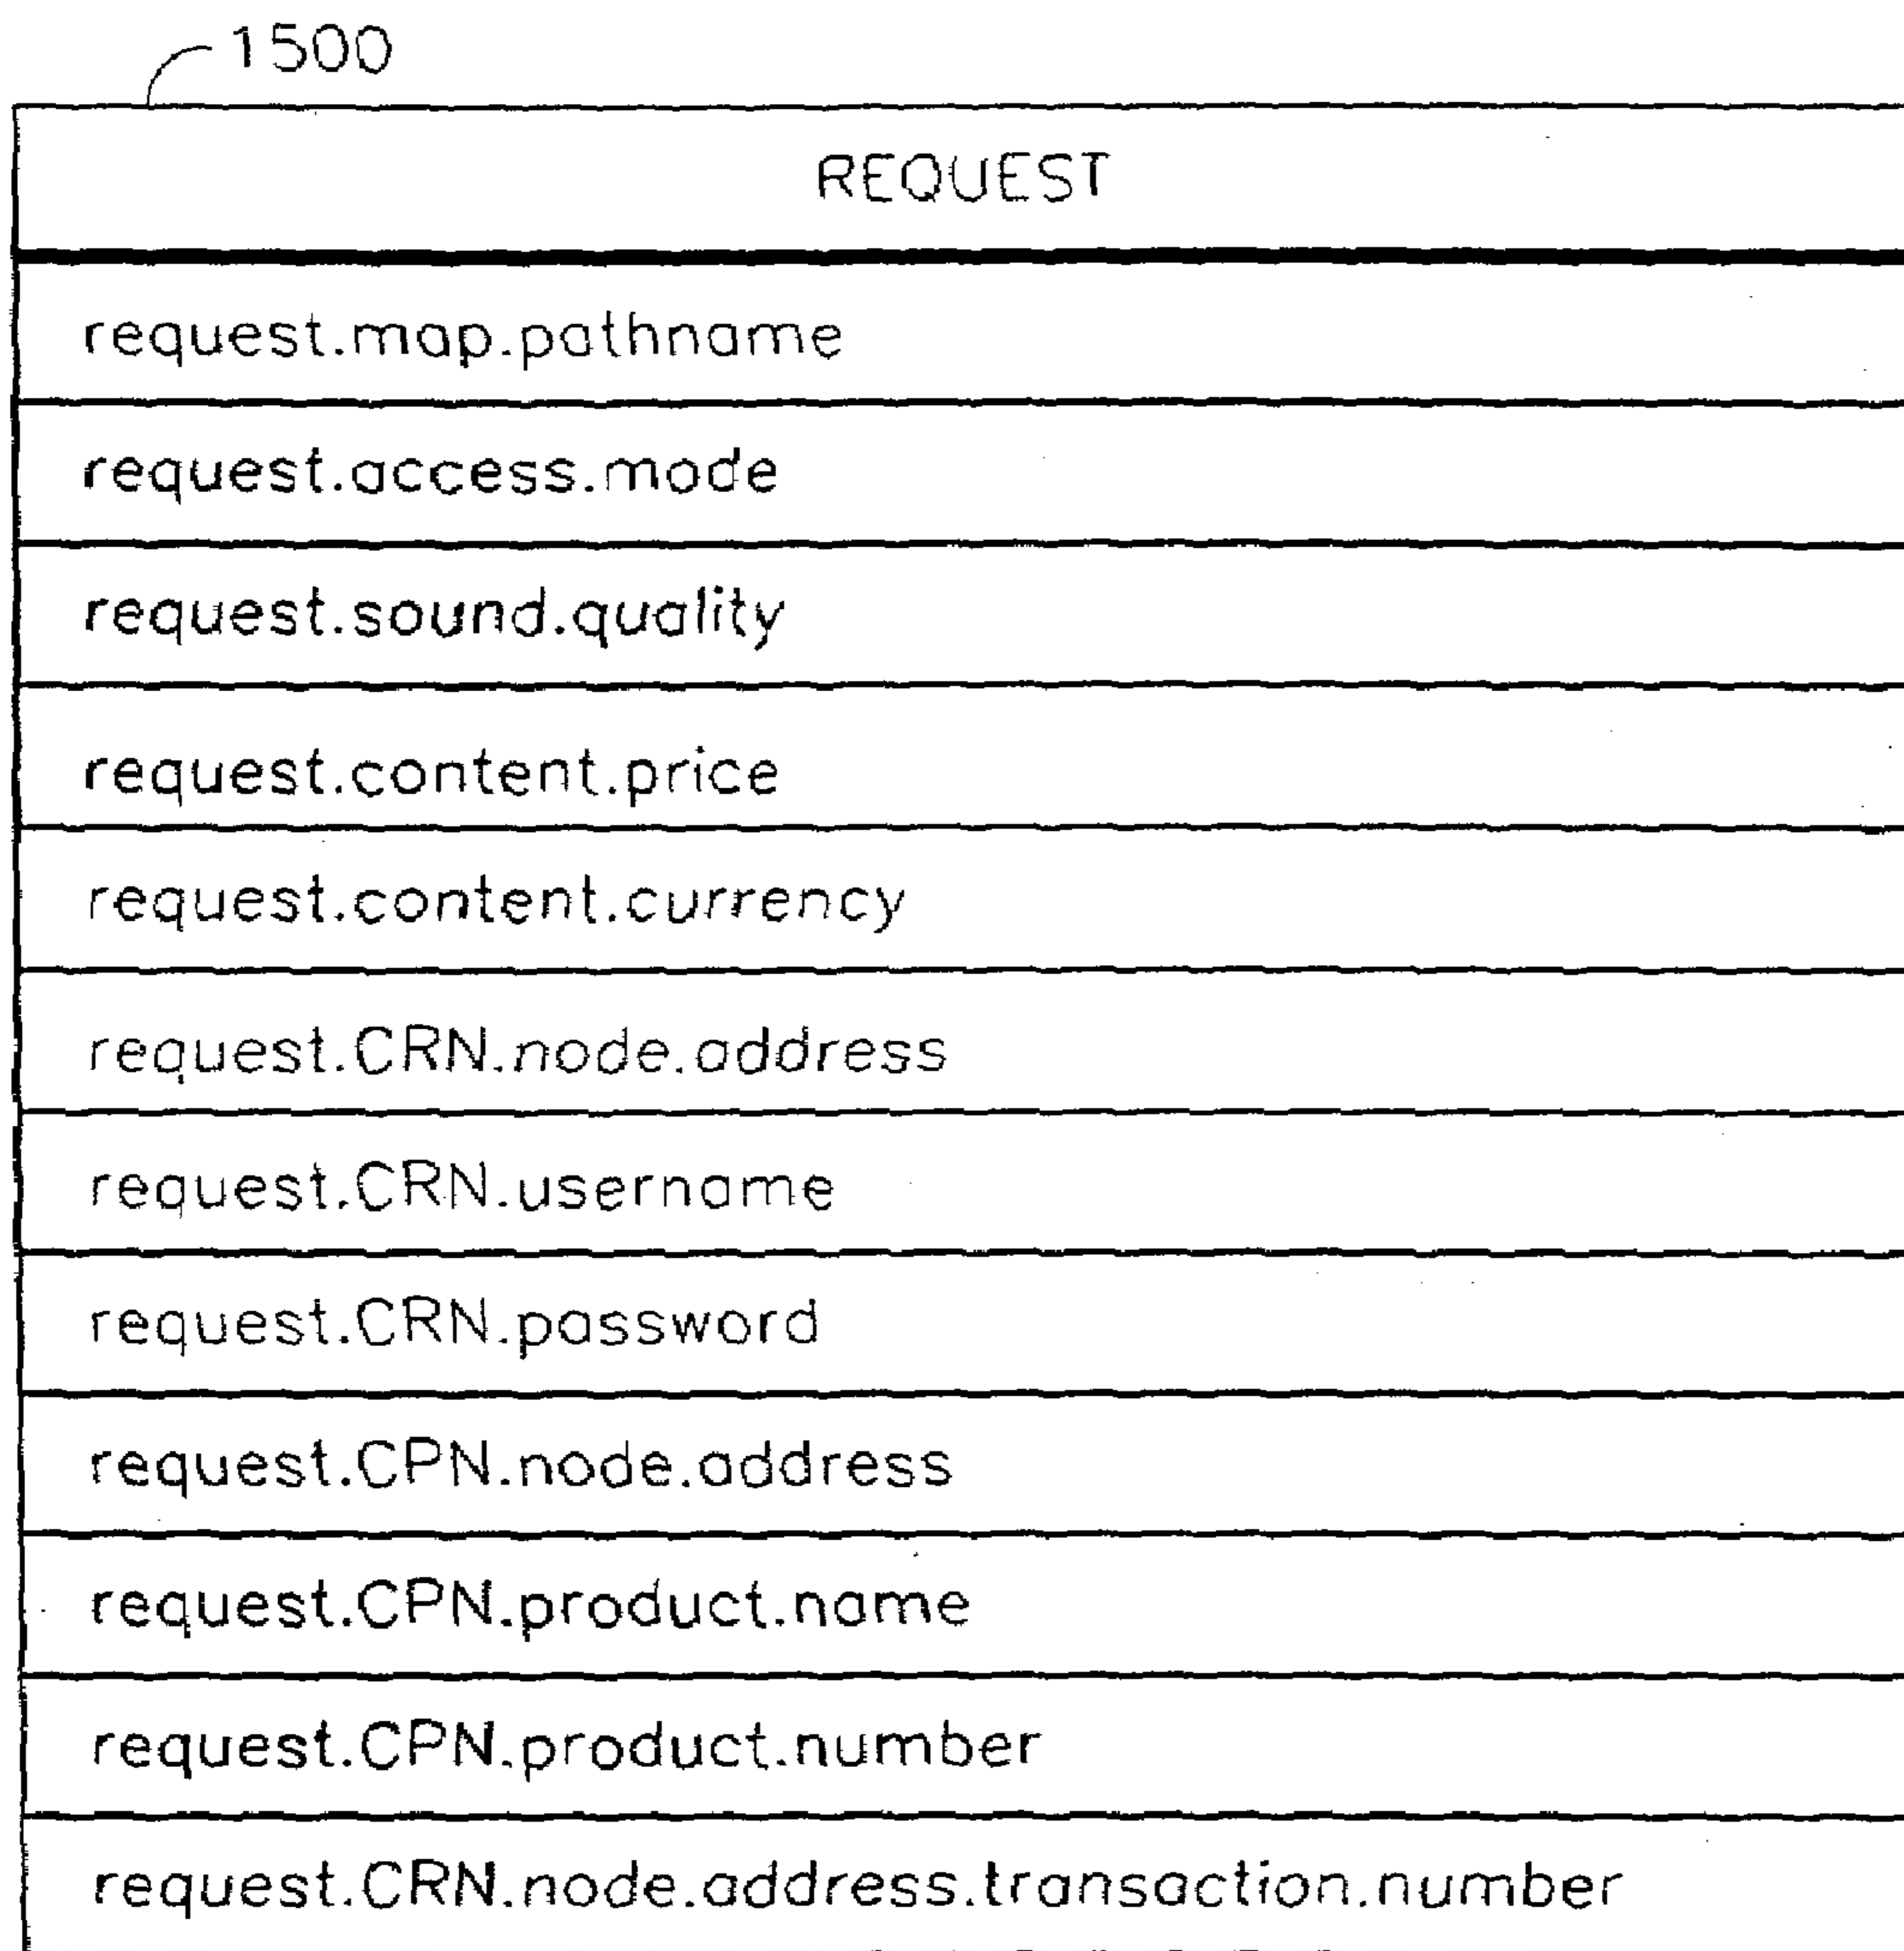 1500
REQUEST
request.map.pathname
request.access.mode
request.sound.quality
request.content.price
request.content.currency
request.CRN.node.address
request.CRN.username
request.CRN.password
request.CPN.node.address
request.CPN.product.name
request.CPN.product.number
request.CRN.node.address.transaction.number